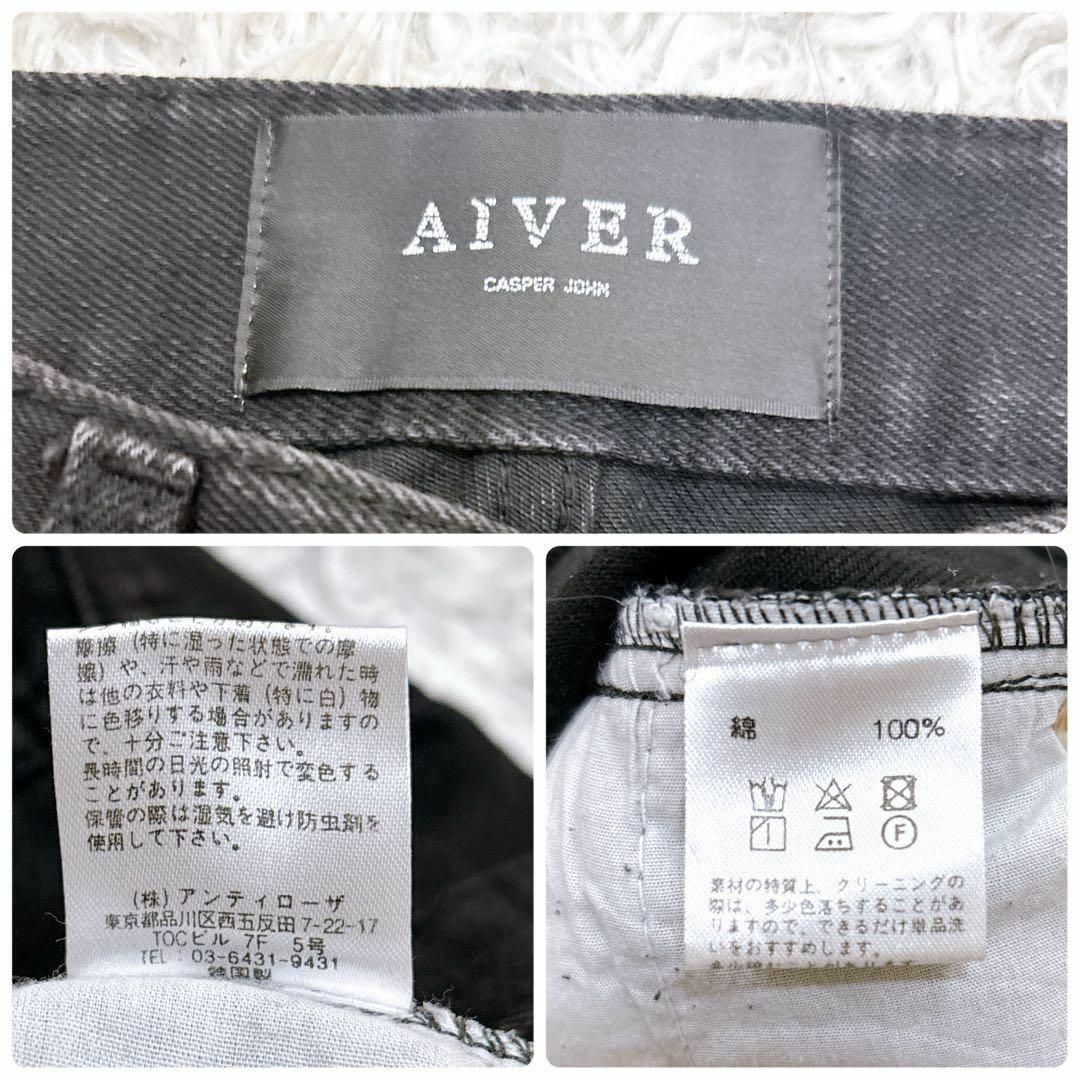 AIVER
CASPER JOHN
摩擦（特に湿った状態での摩
擦）や、汗や雨などで濡れた時
は他の衣料や下着（特に白）物
に色移りする場合がありますの
で、十分ご注意下さい。
長時間の日光の照射で変色する
ことがあります。
保管の際は湿気を避け防虫剤を
使用して下さい。
（株）アンティローザ
東京都品川区西五反田7-22-17
TOCビル 7F 5号
TEL：03-6431-9431
韓国製
綿 100%
F
素材の特質上、クリーニングの
際は、多少色落ちすることがあ
りますので、できるだけ単品洗
いをおすすめします。